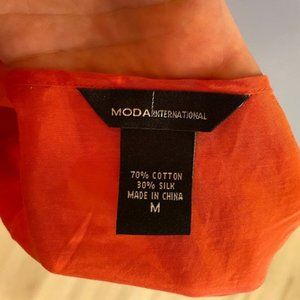 MODA INTERNATIONAL
70% COTTON
30% SILK
MADE IN CHINA
M